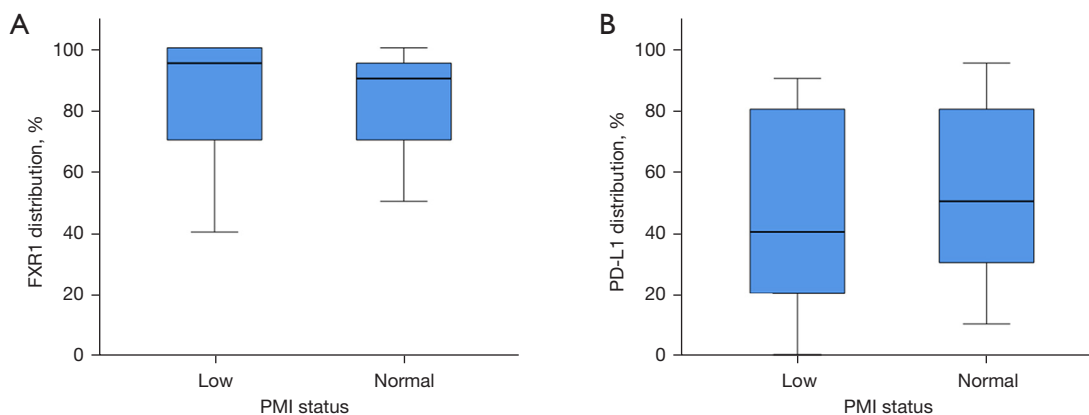 A
FXR1 distribution, %
100
80
60
40
20
0
Low Normal
PMI status
B
PD-L1 distribution, %
100
80
60
40
20
0
Low Normal
PMI status